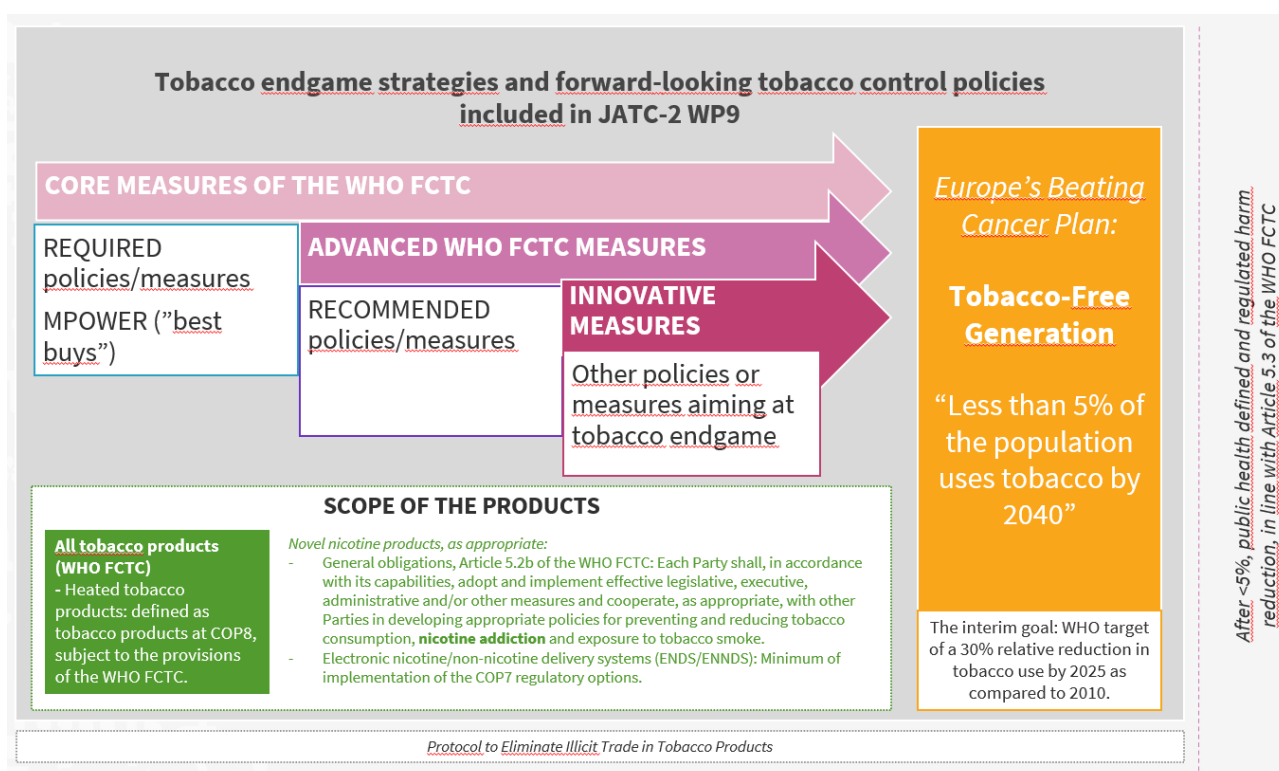 Tobacco endgame strategies and forward-looking tobacco control policies
included in JATC-2 WP9
CORE MEASURES OF THE WHO FCTC
REQUIRED
policies/measures
MPOWER (”best
buys”)
ADVANCED WHO FCTC MEASURES
RECOMMENDED
policies/measures
INNOVATIVE
MEASURES
Other policies or
measures aiming at
tobacco endgame
Europe’s Beating
Cancer Plan:
Tobacco-Free
Generation
“Less than 5% of
the population
uses tobacco by
2040”
The interim goal: WHO target
of a 30% relative reduction in
tobacco use by 2025 as
compared to 2010.
SCOPE OF THE PRODUCTS
All tobacco products
(WHO FCTC)
- Heated tobacco
products: defined as
tobacco products at COP8,
subject to the provisions
of the WHO FCTC.
Novel nicotine products, as appropriate:
- General obligations, Article 5.2b of the WHO FCTC: Each Party shall, in accordance
with its capabilities, adopt and implement effective legislative, executive,
administrative and/or other measures and cooperate, as appropriate, with other
Parties in developing appropriate policies for preventing and reducing tobacco
consumption, nicotine addiction and exposure to tobacco smoke.
- Electronic nicotine/non-nicotine delivery systems (ENDS/ENNDS): Minimum of
implementation of the COP7 regulatory options.
Protocol to Eliminate Illicit Trade in Tobacco Products
After <5%, public health defined and regulated harm
reduction, in line with Article 5.3 of the WHO FCTC